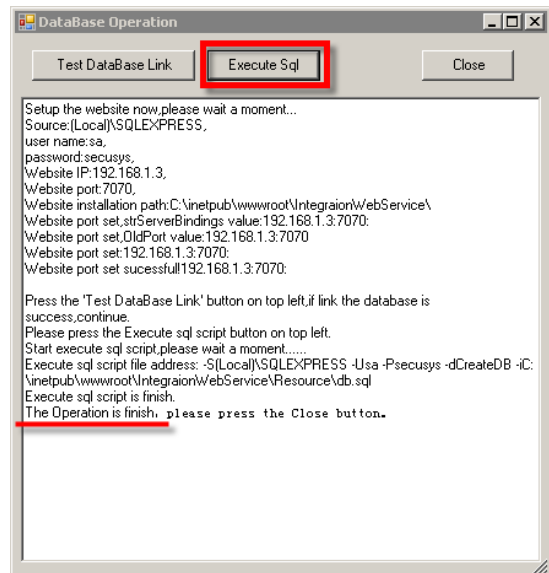 DataBase Operation
Test DataBase Link
Execute Sql
Close
Setup the website now,please wait a moment...
Source:(Local)\SQLEXPRESS,
user name:sa,
password:secusys,
Website IP:192.168.1.3,
Website port:7070,
Website installation path:C:\inetpub\wwwroot\IntegraionWebService\
Website port set,strServerBindings value:192.168.1.3:7070:
Website port set,OldPort value:192.168.1.3:7070
Website port set:192.168.1.3:7070:
Website port set sucessful!192.168.1.3:7070:
Press the 'Test DataBase Link' button on top left,if link the database is
success,continue.
Please press the Execute sql script button on top left.
Start execute sql script,please wait a moment......
Execute sql script file address: -S(Local)\SQLEXPRESS -Usa -Psecusys -dCreateDB -iC:
\inetpub\wwwroot\IntegraionWebService\Resource\db.sql
Execute sql script is finish.
The Operation is finish, please press the Close button.